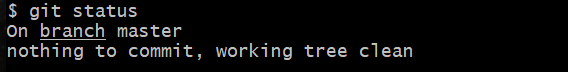 $ git status
On branch master
nothing to commit, working tree clean